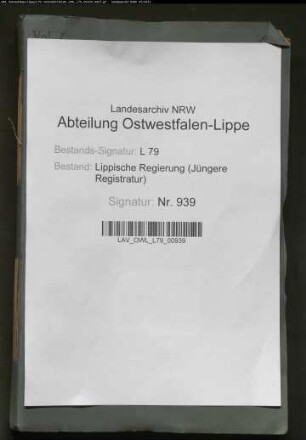 Landesarchiv NRW
Abteilung Ostwestfalen-Lippe
Bestands-Signatur: L 79
Bestand: Lippische Regierung (Jüngere
Registratur)
Signatur: Nr. 939
LAV_OWL_L79_00939